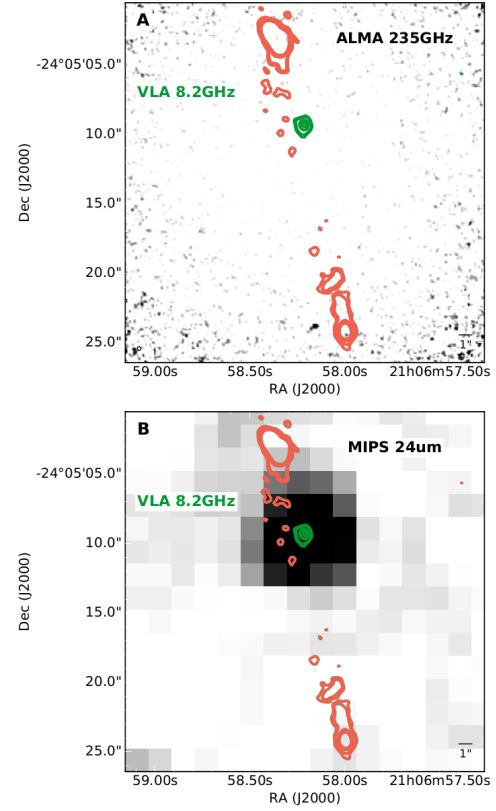 A
ALMA 235GHz
VLA 8.2GHz
Dec (J2000)
-24°05'05.0"
10.0"
15.0"
20.0"
25.0"
1"
59.00s 58.50s 58.00s 21h06m57.50s
RA (J2000)
B
MIPS 24um
VLA 8.2GHz
Dec (J2000)
-24°05'05.0"
10.0"
15.0"
20.0"
25.0"
1"
59.00s 58.50s 58.00s 21h06m57.50s
RA (J2000)